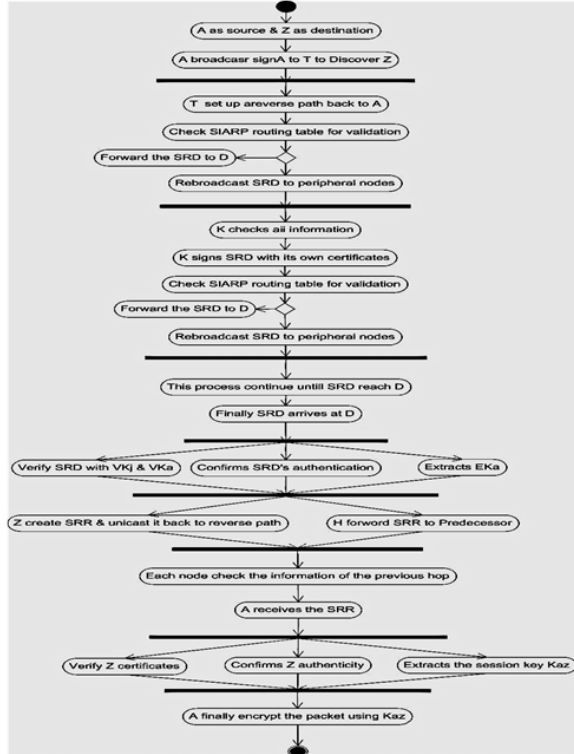 A as source & Z as destination
A broadcasr signA to T to Discover Z
T set up areverse path back to A
Check SIARP routing table for validation
Forward the SRD to D
Rebroadcast SRD to peripheral nodes
K checks aii information
K signs SRD with its own certificates
Check SIARP routing table for validation
Forward the SRD to D
Rebroadcast SRD to peripheral nodes
This process continue untill SRD reach D
Finally SRD arrives at D
Verify SRD with VKj & VKa
Confirms SRD's authentication
Extracts EKa
Z create SRR & unicast it back to reverse path
H forward SRR to Predecessor
Each node check the information of the previous hop
A receives the SRR
Verify Z certificates
Confirms Z authenticity
Extracts the session key Kaz
A finally encrypt the packet using Kaz